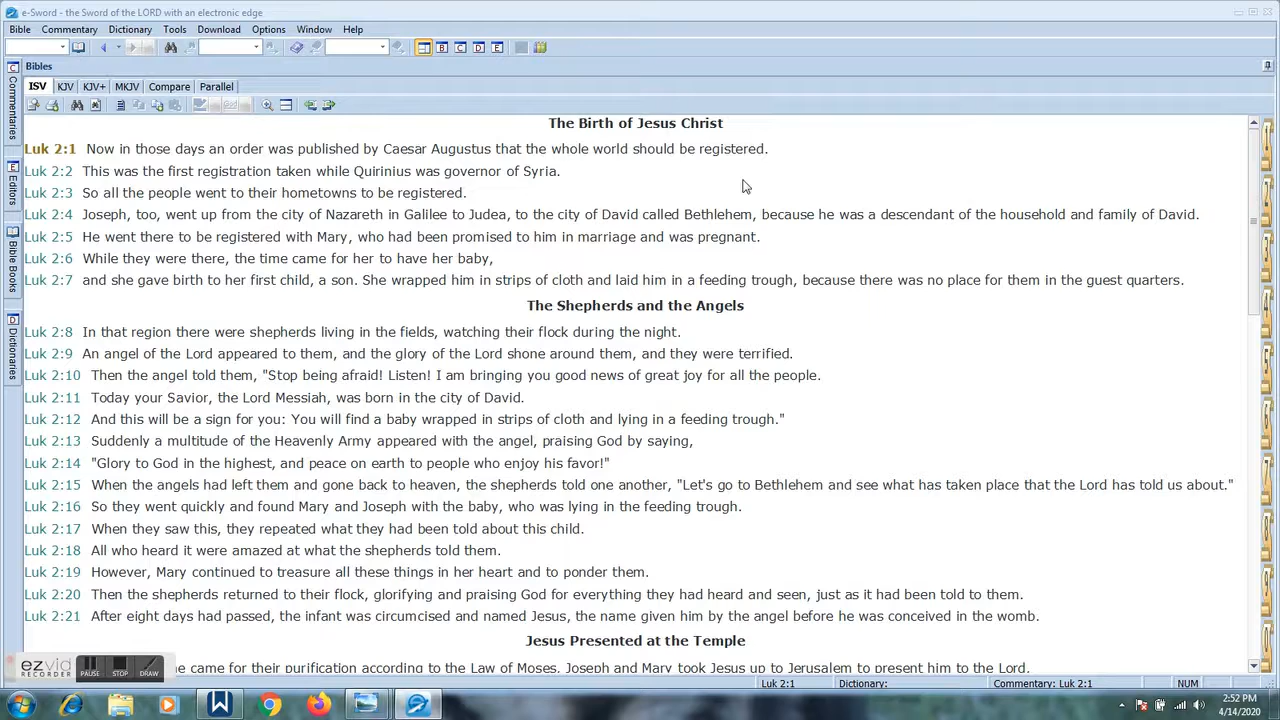 e-Sword - the Sword of the LORD with an electronic edge
Bible Commentary Dictionary Tools Download Options Window Help
B C D E
Bibles
ISV KJV KJV+ MKJV Compare Parallel
Commentaries
Editors
Bible Books
Dictionaries
The Birth of Jesus Christ
Luk 2:1 Now in those days an order was published by Caesar Augustus that the whole world should be registered.
Luk 2:2 This was the first registration taken while Quirinius was governor of Syria.
Luk 2:3 So all the people went to their hometowns to be registered.
Luk 2:4 Joseph, too, went up from the city of Nazareth in Galilee to Judea, to the city of David called Bethlehem, because he was a descendant of the household and family of David.
Luk 2:5 He went there to be registered with Mary, who had been promised to him in marriage and was pregnant.
Luk 2:6 While they were there, the time came for her to have her baby,
Luk 2:7 and she gave birth to her first child, a son. She wrapped him in strips of cloth and laid him in a feeding trough, because there was no place for them in the guest quarters.
The Shepherds and the Angels
Luk 2:8 In that region there were shepherds living in the fields, watching their flock during the night.
Luk 2:9 An angel of the Lord appeared to them, and the glory of the Lord shone around them, and they were terrified.
Luk 2:10 Then the angel told them, "Stop being afraid! Listen! I am bringing you good news of great joy for all the people.
Luk 2:11 Today your Savior, the Lord Messiah, was born in the city of David.
Luk 2:12 And this will be a sign for you: You will find a baby wrapped in strips of cloth and lying in a feeding trough."
Luk 2:13 Suddenly a multitude of the Heavenly Army appeared with the angel, praising God by saying,
Luk 2:14 "Glory to God in the highest, and peace on earth to people who enjoy his favor!"
Luk 2:15 When the angels had left them and gone back to heaven, the shepherds told one another, "Let's go to Bethlehem and see what has taken place that the Lord has told us about."
Luk 2:16 So they went quickly and found Mary and Joseph with the baby, who was lying in the feeding trough.
Luk 2:17 When they saw this, they repeated what they had been told about this child.
Luk 2:18 All who heard it were amazed at what the shepherds told them.
Luk 2:19 However, Mary continued to treasure all these things in her heart and to ponder them.
Luk 2:20 Then the shepherds returned to their flock, glorifying and praising God for everything they had heard and seen, just as it had been told to them.
Luk 2:21 After eight days had passed, the infant was circumcised and named Jesus, the name given him by the angel before he was conceived in the womb.
Jesus Presented at the Temple
me came for their purification according to the Law of Moses, Joseph and Mary took Jesus up to Jerusalem to present him to the Lord.
ezvid RECORDER PAUSE STOP DRAW
Luk 2:1 Dictionary: Commentary: Luk 2:1 NUM
2:52 PM
4/14/2020